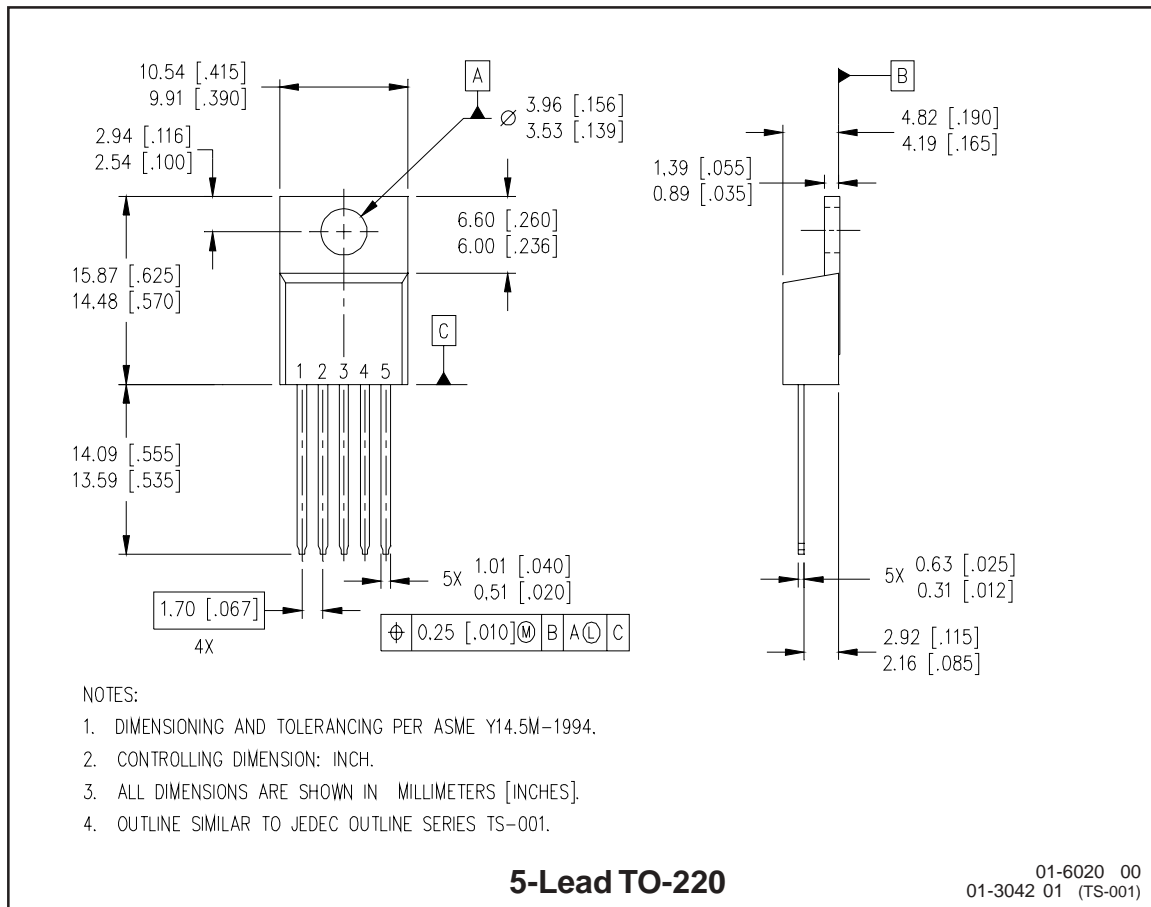 10.54 [.415]
9.91 [.390]
A
⌀ 3.96 [.156]
3.53 [.139]
B
4.82 [.190]
4.19 [.165]
2.94 [.116]
2.54 [.100]
1.39 [.055]
0.89 [.035]
6.60 [.260]
6.00 [.236]
15.87 [.625]
14.48 [.570]
C
1 2 3 4 5
14.09 [.555]
13.59 [.535]
5X 1.01 [.040]
0.51 [.020]
5X 0.63 [.025]
0.31 [.012]
1.70 [.067]
4X
⌖ 0.25 [.010]Ⓜ B AⓁ C
2.92 [.115]
2.16 [.085]
NOTES:
1. DIMENSIONING AND TOLERANCING PER ASME Y14.5M–1994.
2. CONTROLLING DIMENSION: INCH.
3. ALL DIMENSIONS ARE SHOWN IN MILLIMETERS [INCHES].
4. OUTLINE SIMILAR TO JEDEC OUTLINE SERIES TS–001.
5-Lead TO-220
01-6020 00
01-3042 01 (TS-001)